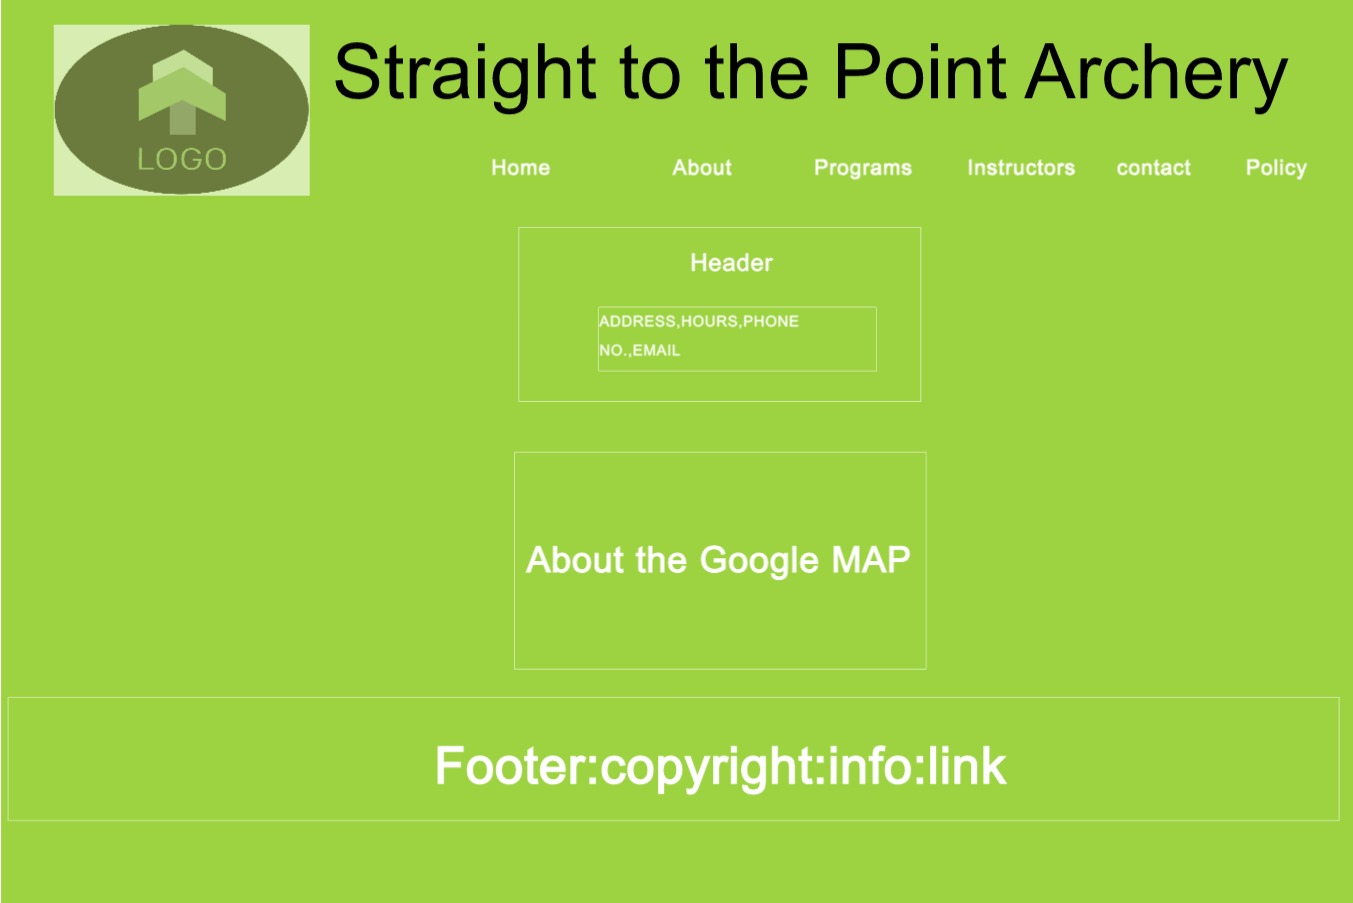 Straight to the Point Archery
LOGO
Home About Programs Instructors contact Policy
Header
ADDRESS,HOURS,PHONE
NO.,EMAIL
About the Google MAP
Footer:copyright:info:link